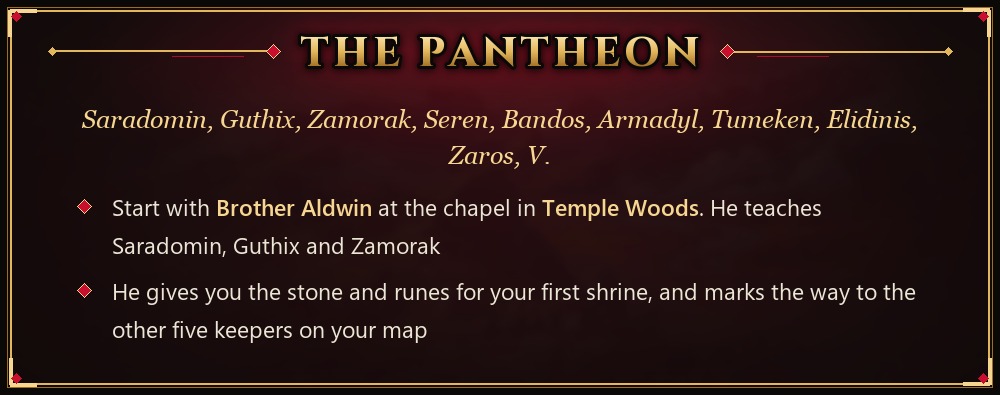 THE PANTHEON
Saradomin, Guthix, Zamorak, Seren, Bandos, Armadyl, Tumeken, Elidinis,
Zaros, V.
Start with Brother Aldwin at the chapel in Temple Woods. He teaches
Saradomin, Guthix and Zamorak
He gives you the stone and runes for your first shrine, and marks the way to the
other five keepers on your map